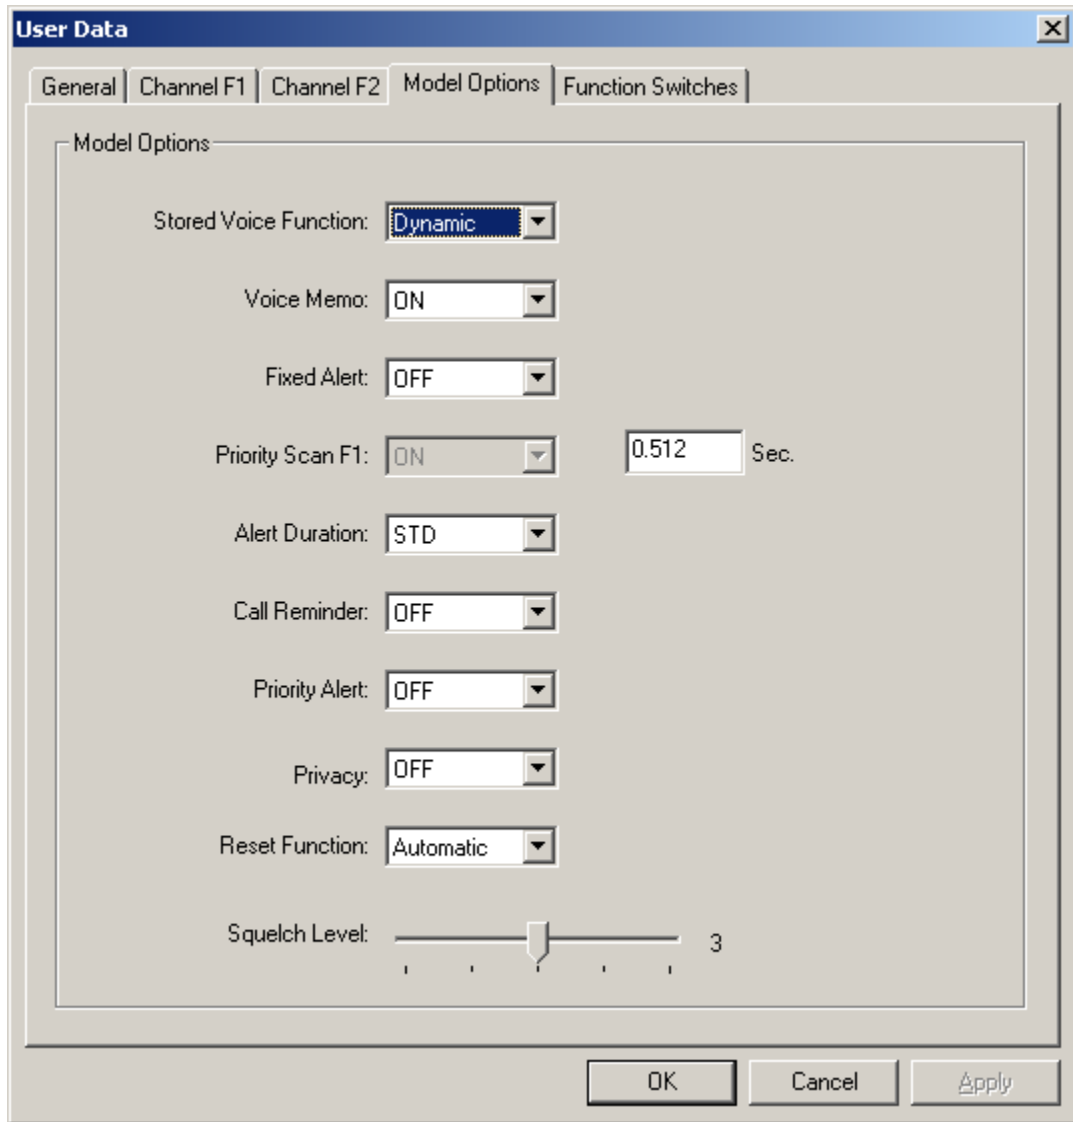 User Data
General Channel F1 Channel F2 Model Options Function Switches
Model Options
Stored Voice Function: Dynamic
Voice Memo: ON
Fixed Alert: OFF
Priority Scan F1: ON 0.512 Sec.
Alert Duration: STD
Call Reminder: OFF
Priority Alert: OFF
Privacy: OFF
Reset Function: Automatic
Squelch Level: 3
OK Cancel Apply